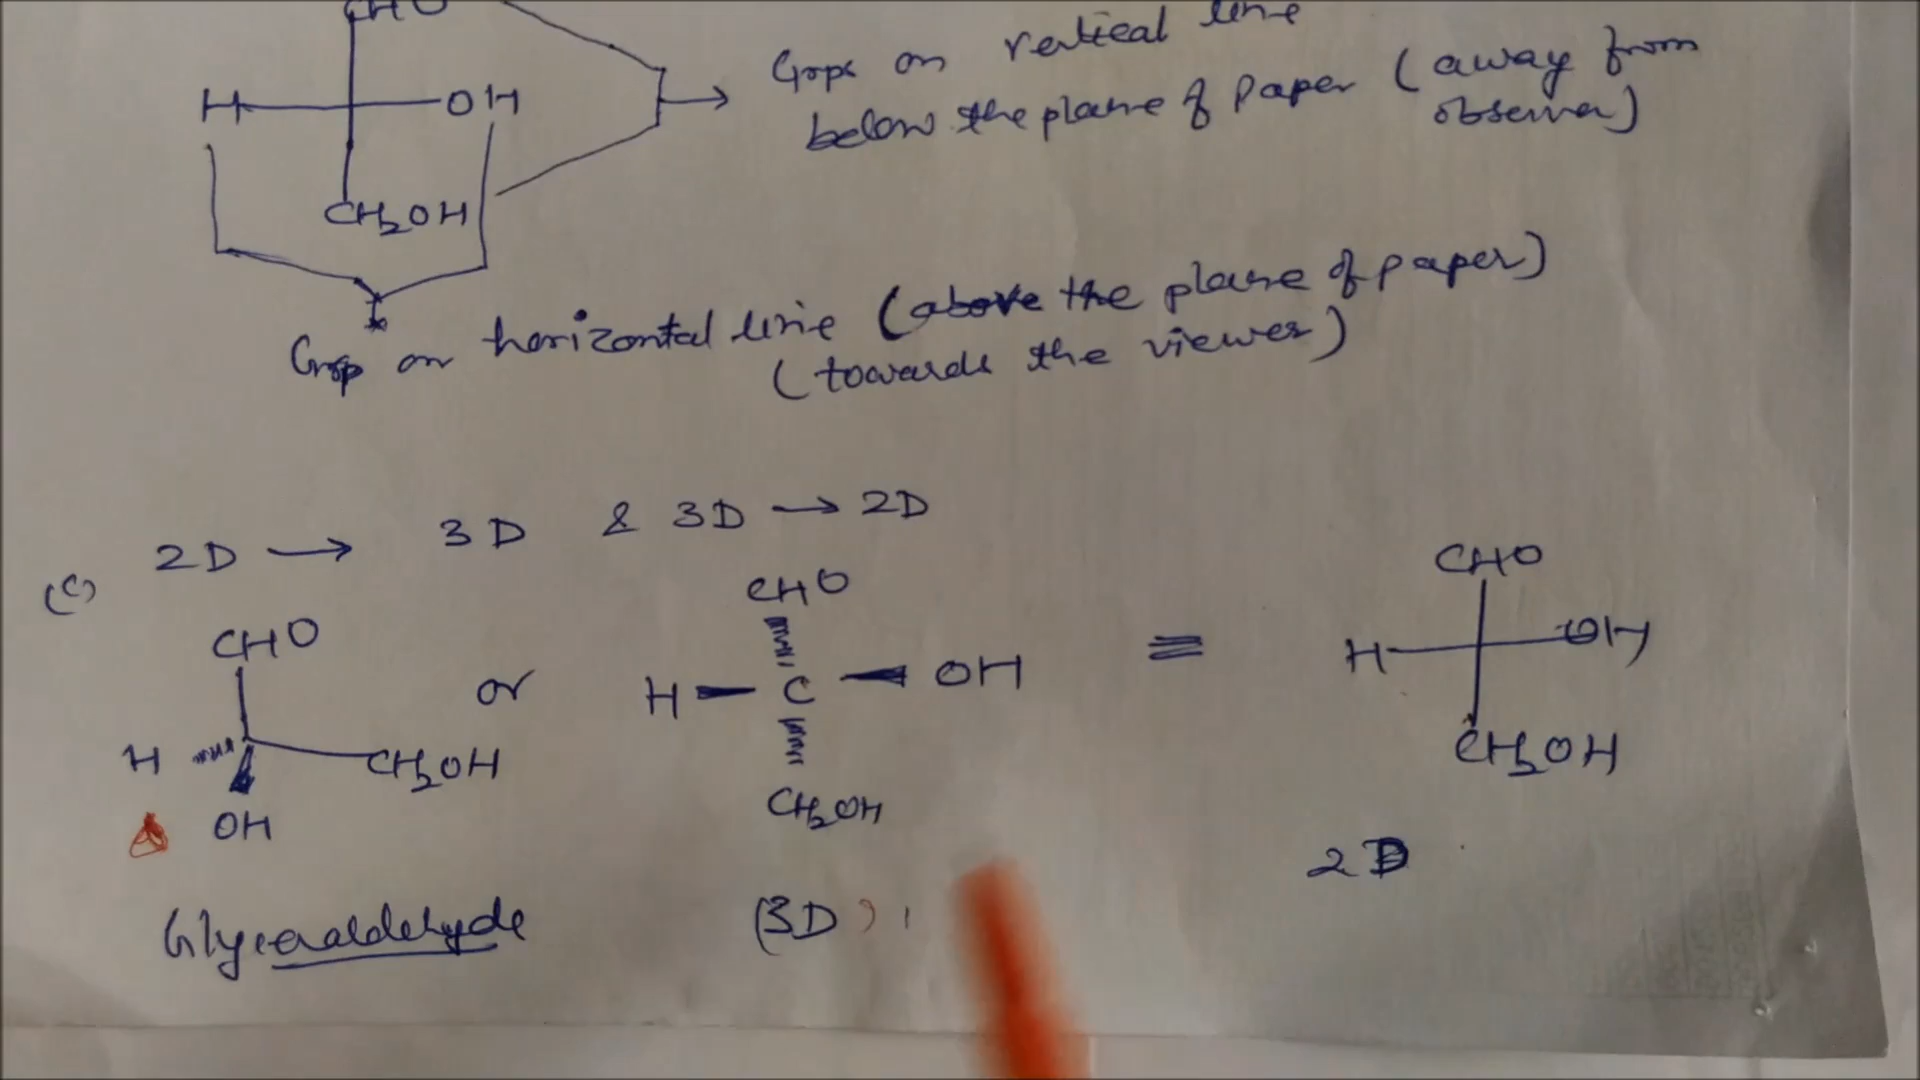 CHO
Grps on vertical line
H OH below the plane of Paper (away from observer)
CH2OH
Grop on horizontal line (above the plane of paper)
(towards the viewer)
2D → 3D & 3D → 2D
(C)
CHO CHO CHO
H C OH ≡ H OH
or
H CH2OH
OH CH2OH CH2OH
2D
Glyceraldehyde (3D)